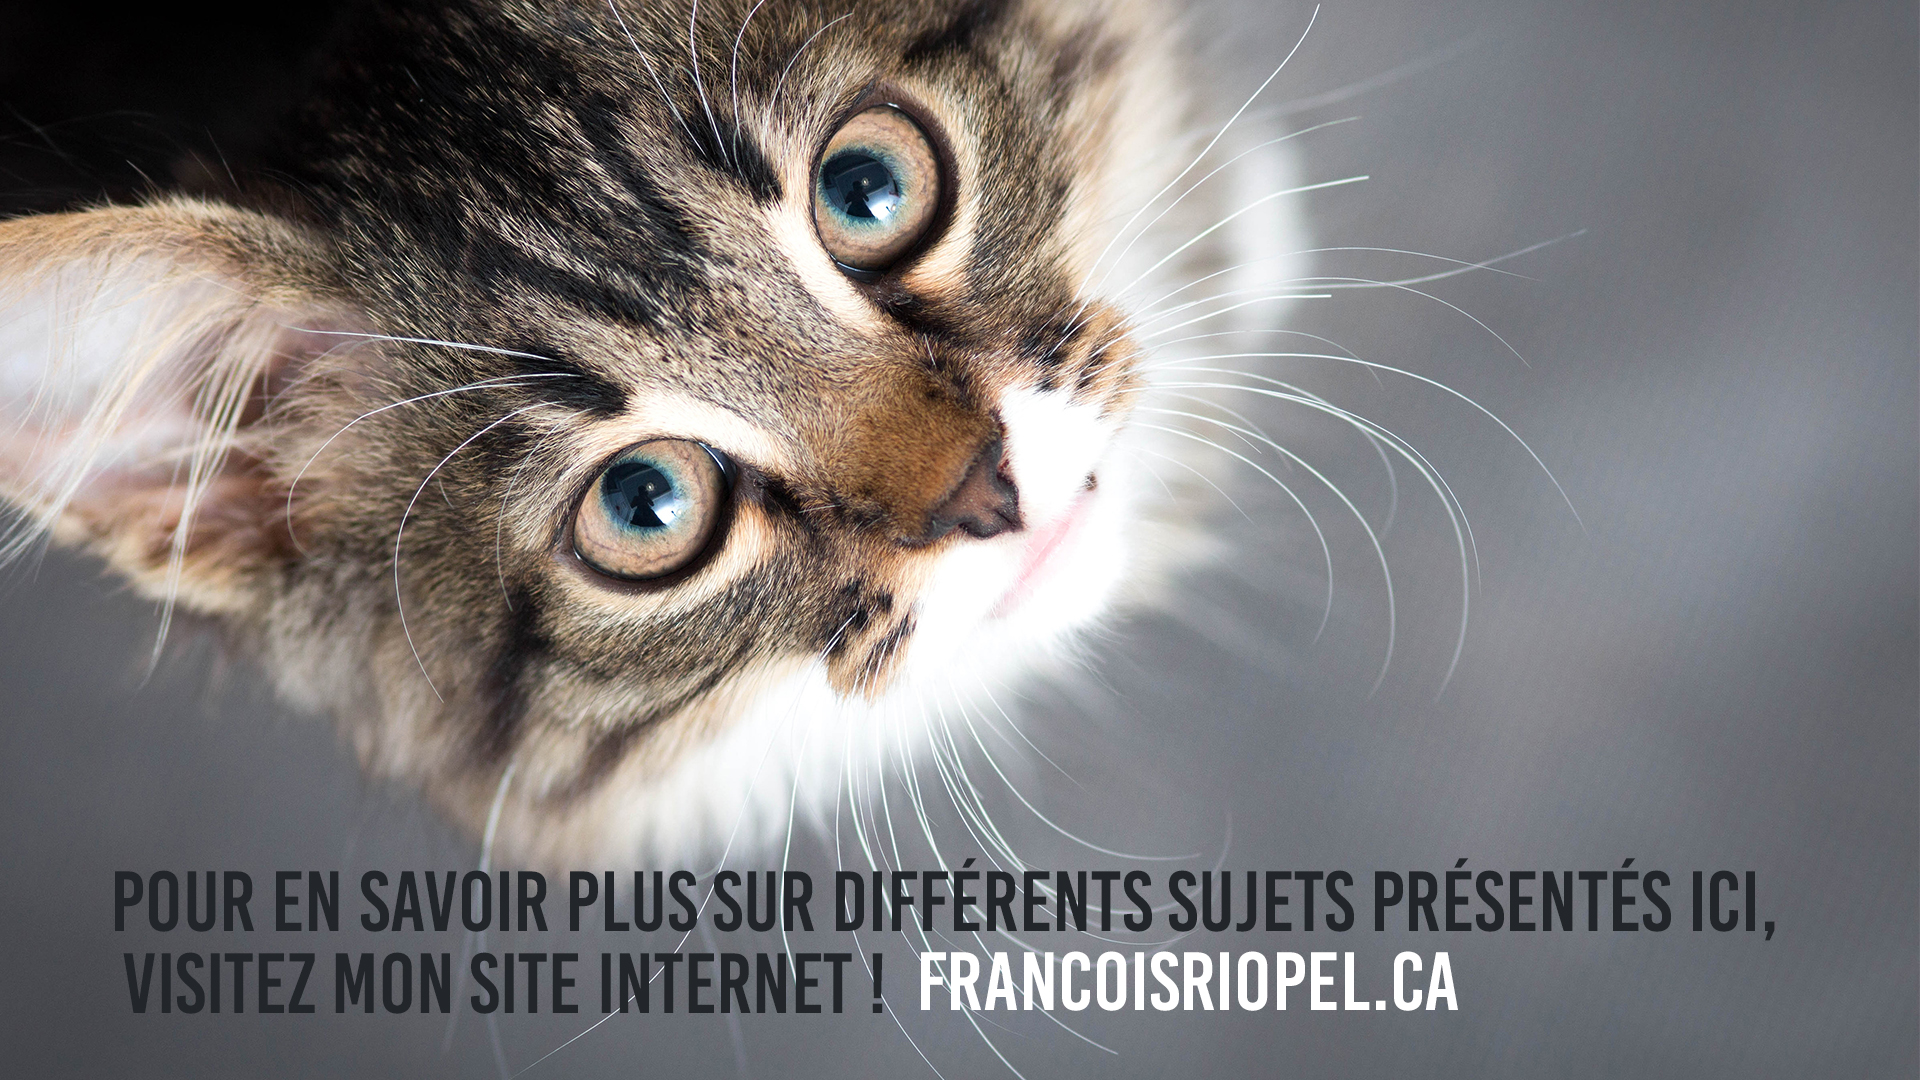 POUR EN SAVOIR PLUS SUR DIFFÉRENTS SUJETS PRÉSENTÉS ICI,
VISITEZ MON SITE INTERNET ! FRANCOISRIOPEL.CA